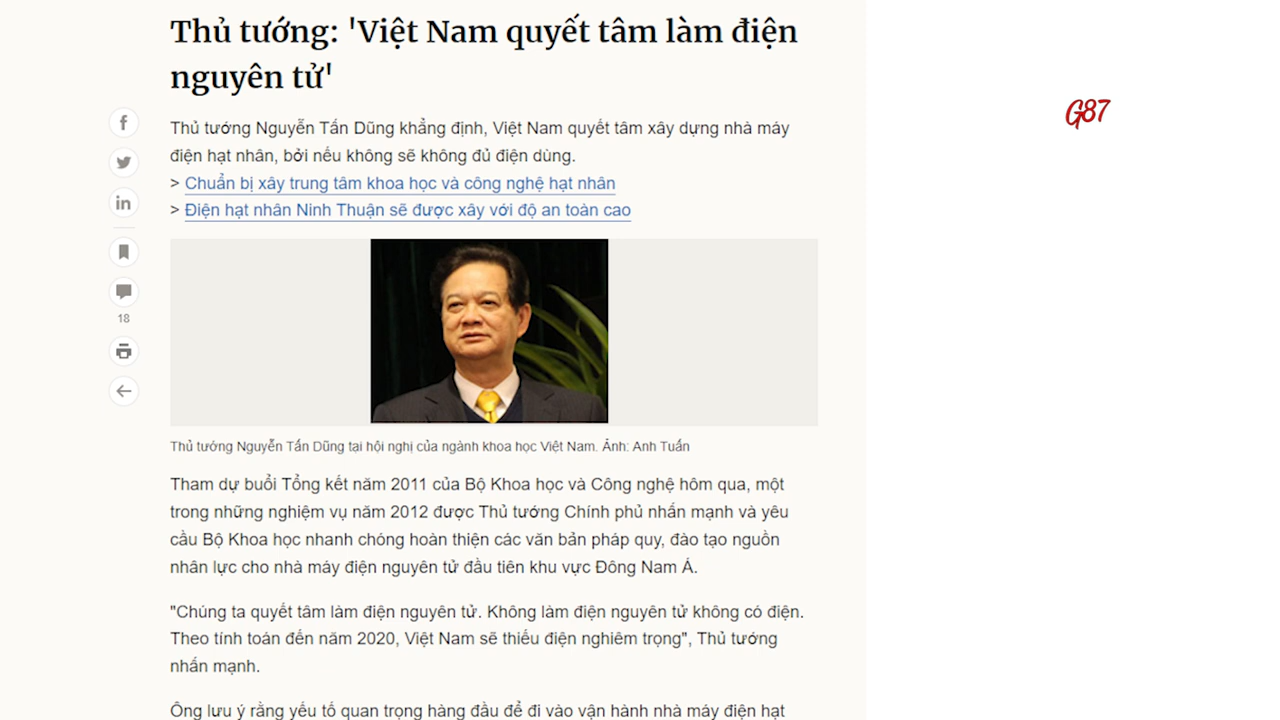 Thủ tướng: 'Việt Nam quyết tâm làm điện
nguyên tử'
G87
Thủ tướng Nguyễn Tấn Dũng khẳng định, Việt Nam quyết tâm xây dựng nhà máy
điện hạt nhân, bởi nếu không sẽ không đủ điện dùng.
> Chuẩn bị xây trung tâm khoa học và công nghệ hạt nhân
> Điện hạt nhân Ninh Thuận sẽ được xây với độ an toàn cao
18
Thủ tướng Nguyễn Tấn Dũng tại hội nghị của ngành khoa học Việt Nam. Ảnh: Anh Tuấn
Tham dự buổi Tổng kết năm 2011 của Bộ Khoa học và Công nghệ hôm qua, một
trong những nghiệm vụ năm 2012 được Thủ tướng Chính phủ nhấn mạnh và yêu
cầu Bộ Khoa học nhanh chóng hoàn thiện các văn bản pháp quy, đào tạo nguồn
nhân lực cho nhà máy điện nguyên tử đầu tiên khu vực Đông Nam Á.
"Chúng ta quyết tâm làm điện nguyên tử. Không làm điện nguyên tử không có điện.
Theo tính toán đến năm 2020, Việt Nam sẽ thiếu điện nghiêm trọng", Thủ tướng
nhấn mạnh.
Ông lưu ý rằng yếu tố quan trọng hàng đầu để đi vào vận hành nhà máy điện hạt